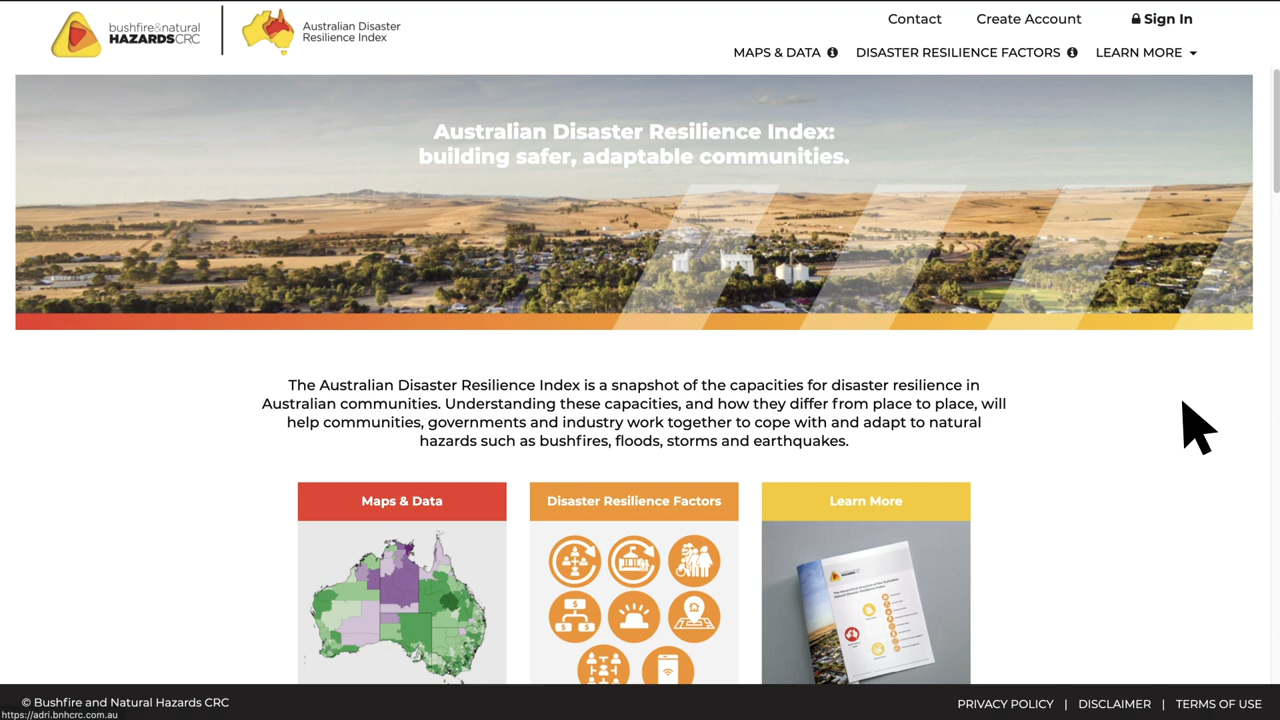 bushfire&natural
HAZARDSCRC
Australian Disaster
Resilience Index
Contact
Create Account
Sign In
MAPS & DATA
DISASTER RESILIENCE FACTORS
LEARN MORE
Australian Disaster Resilience Index:
building safer, adaptable communities.
The Australian Disaster Resilience Index is a snapshot of the capacities for disaster resilience in
Australian communities. Understanding these capacities, and how they differ from place to place, will
help communities, governments and industry work together to cope with and adapt to natural
hazards such as bushfires, floods, storms and earthquakes.
Maps & Data
Disaster Resilience Factors
Learn More
© Bushfire and Natural Hazards CRC
PRIVACY POLICY | DISCLAIMER | TERMS OF USE
https://adri.bnhcrc.com.au